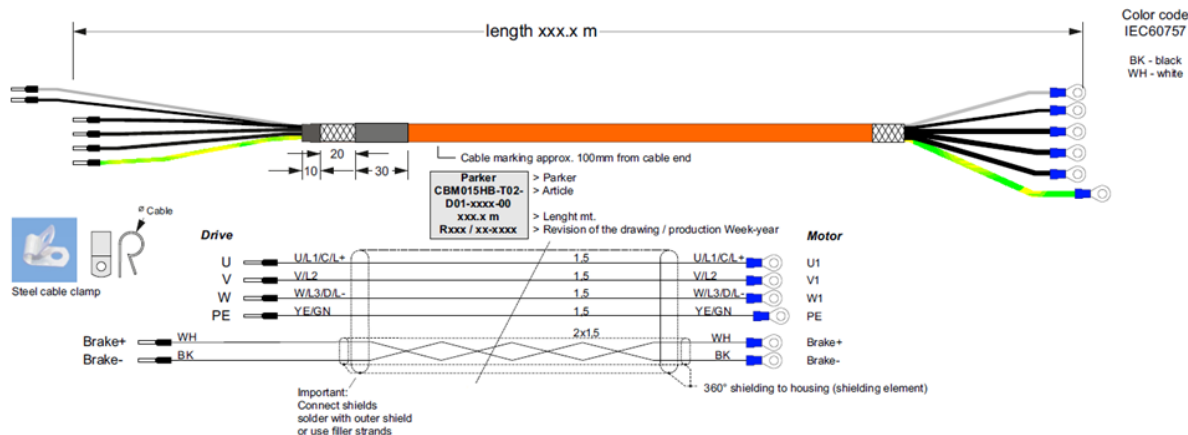 length xxx.x m
Color code
IEC60757
BK - black
WH - white
20
10
30
Cable marking approx. 100mm from cable end
Parker
CBM015HB-T02-
D01-xxxx-00
xxx.x m
Rxxx / xx-xxxx
> Parker
> Article
> Lenght mt.
> Revision of the drawing / production Week-year
ø Cable
Steel cable clamp
Drive
Motor
U U/L1/C/L+ 1,5 U/L1/C/L+ U1
V V/L2 1,5 V/L2 V1
W W/L3/D/L- 1,5 W/L3/D/L- W1
PE YE/GN 1,5 YE/GN PE
2x1,5
Brake+ WH WH Brake+
Brake- BK BK Brake-
360° shielding to housing (shielding element)
Important:
Connect shields
solder with outer shield
or use filler strands